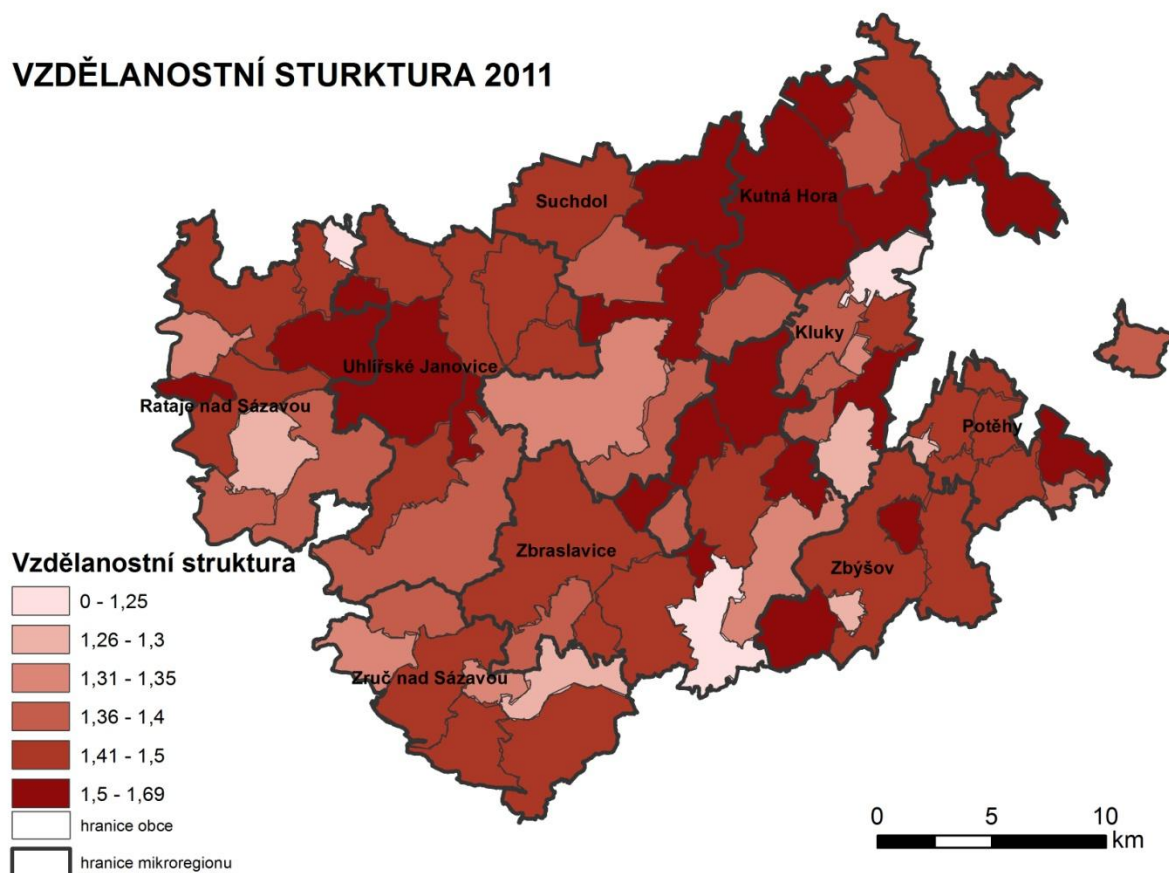 VZDĚLANOSTNÍ STURKTURA 2011
Suchdol
Kutná Hora
Kluky
Uhlířské Janovice
Rataje nad Sázavou
Potěhy
Zbraslavice
Zbýšov
Zruč nad Sázavou
Vzdělanostní struktura
0 - 1,25
1,26 - 1,3
1,31 - 1,35
1,36 - 1,4
1,41 - 1,5
1,5 - 1,69
hranice obce
hranice mikroregionu
0 5 10
km